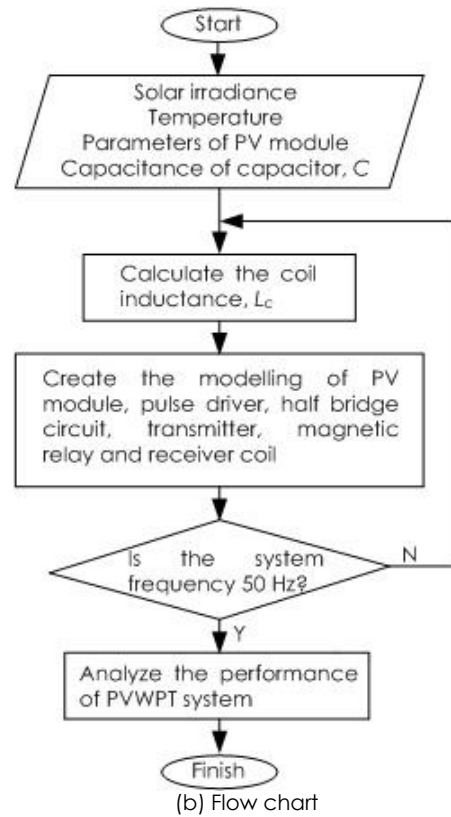 Start
Solar irradiance
Temperature
Parameters of PV module
Capacitance of capacitor, C
Calculate the coil
inductance, Lc
Create the modelling of PV
module, pulse driver, half bridge
circuit, transmitter, magnetic
relay and receiver coil
Is the system
frequency 50 Hz?
N
Y
Analyze the performance
of PVWPT system
Finish
(b) Flow chart